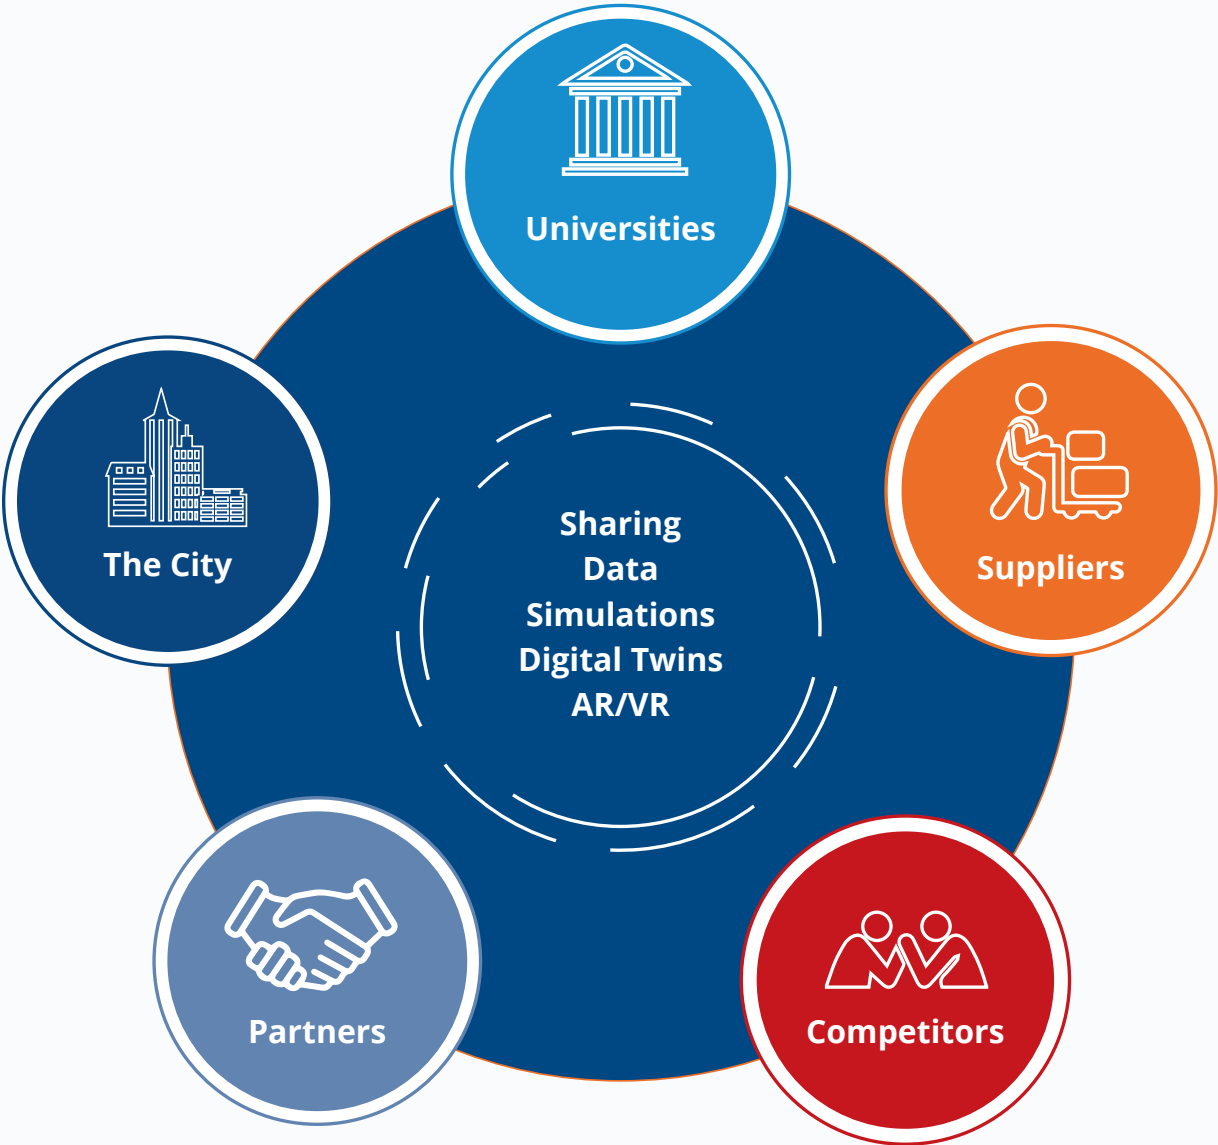 Universities
The City
Suppliers
Sharing
Data
Simulations
Digital Twins
AR/VR
Partners
Competitors